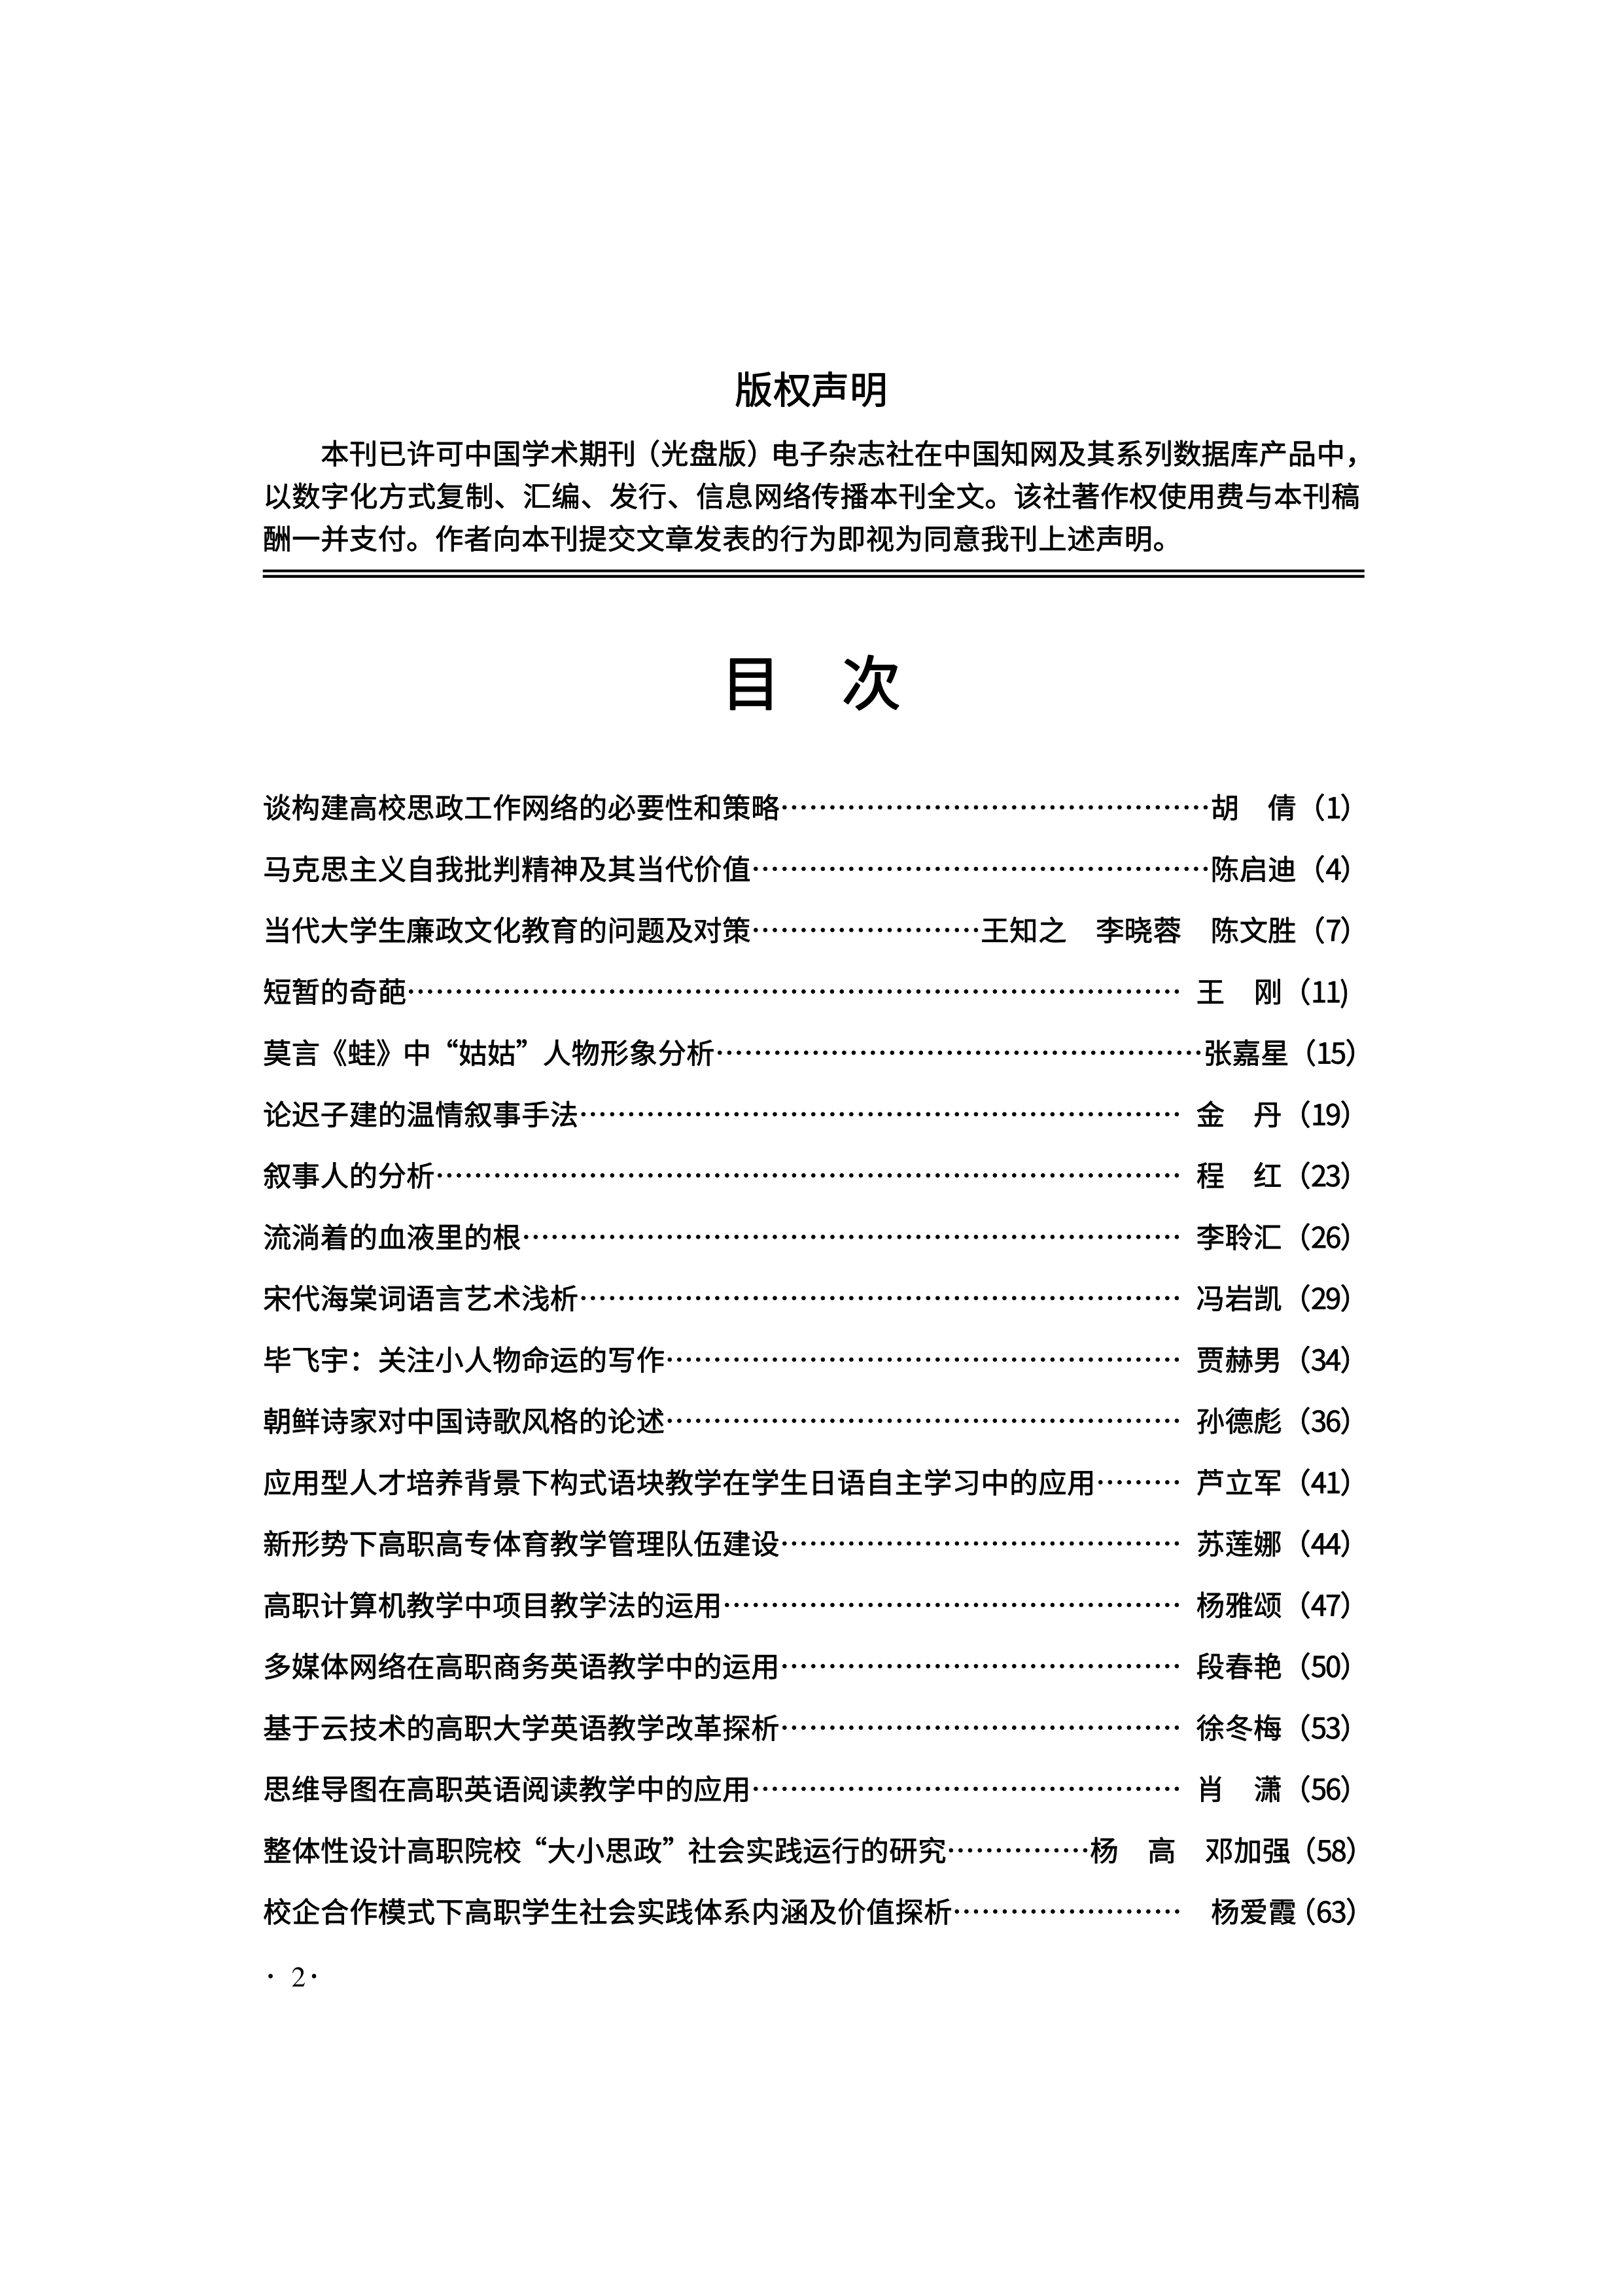 版权声明
本刊已许可中国学术期刊（光盘版）电子杂志社在中国知网及其系列数据库产品中，
以数字化方式复制、汇编、发行、信息网络传播本刊全文。该社著作权使用费与本刊稿
酬一并支付。作者向本刊提交文章发表的行为即视为同意我刊上述声明。
目　次
谈构建高校思政工作网络的必要性和策略……………………………………胡　倩（1）
马克思主义自我批判精神及其当代价值………………………………………陈启迪（4）
当代大学生廉政文化教育的问题及对策…………………王知之　李晓蓉　陈文胜（7）
短暂的奇葩……………………………………………………………………… 王　刚（11）
莫言《蛙》中“姑姑”人物形象分析……………………………………………张嘉星（15）
论迟子建的温情叙事手法……………………………………………………… 金　丹（19）
叙事人的分析…………………………………………………………………… 程　红（23）
流淌着的血液里的根…………………………………………………………… 李聆汇（26）
宋代海棠词语言艺术浅析……………………………………………………… 冯岩凯（29）
毕飞宇：关注小人物命运的写作……………………………………………… 贾赫男（34）
朝鲜诗家对中国诗歌风格的论述……………………………………………… 孙德彪（36）
应用型人才培养背景下构式语块教学在学生日语自主学习中的应用……… 芦立军（41）
新形势下高职高专体育教学管理队伍建设…………………………………… 苏莲娜（44）
高职计算机教学中项目教学法的运用………………………………………… 杨雅颂（47）
多媒体网络在高职商务英语教学中的运用…………………………………… 段春艳（50）
基于云技术的高职大学英语教学改革探析…………………………………… 徐冬梅（53）
思维导图在高职英语阅读教学中的应用……………………………………… 肖　潇（56）
整体性设计高职院校“大小思政”社会实践运行的研究……………杨　高　邓加强（58）
校企合作模式下高职学生社会实践体系内涵及价值探析…………………… 杨爱霞（63）
· 2·